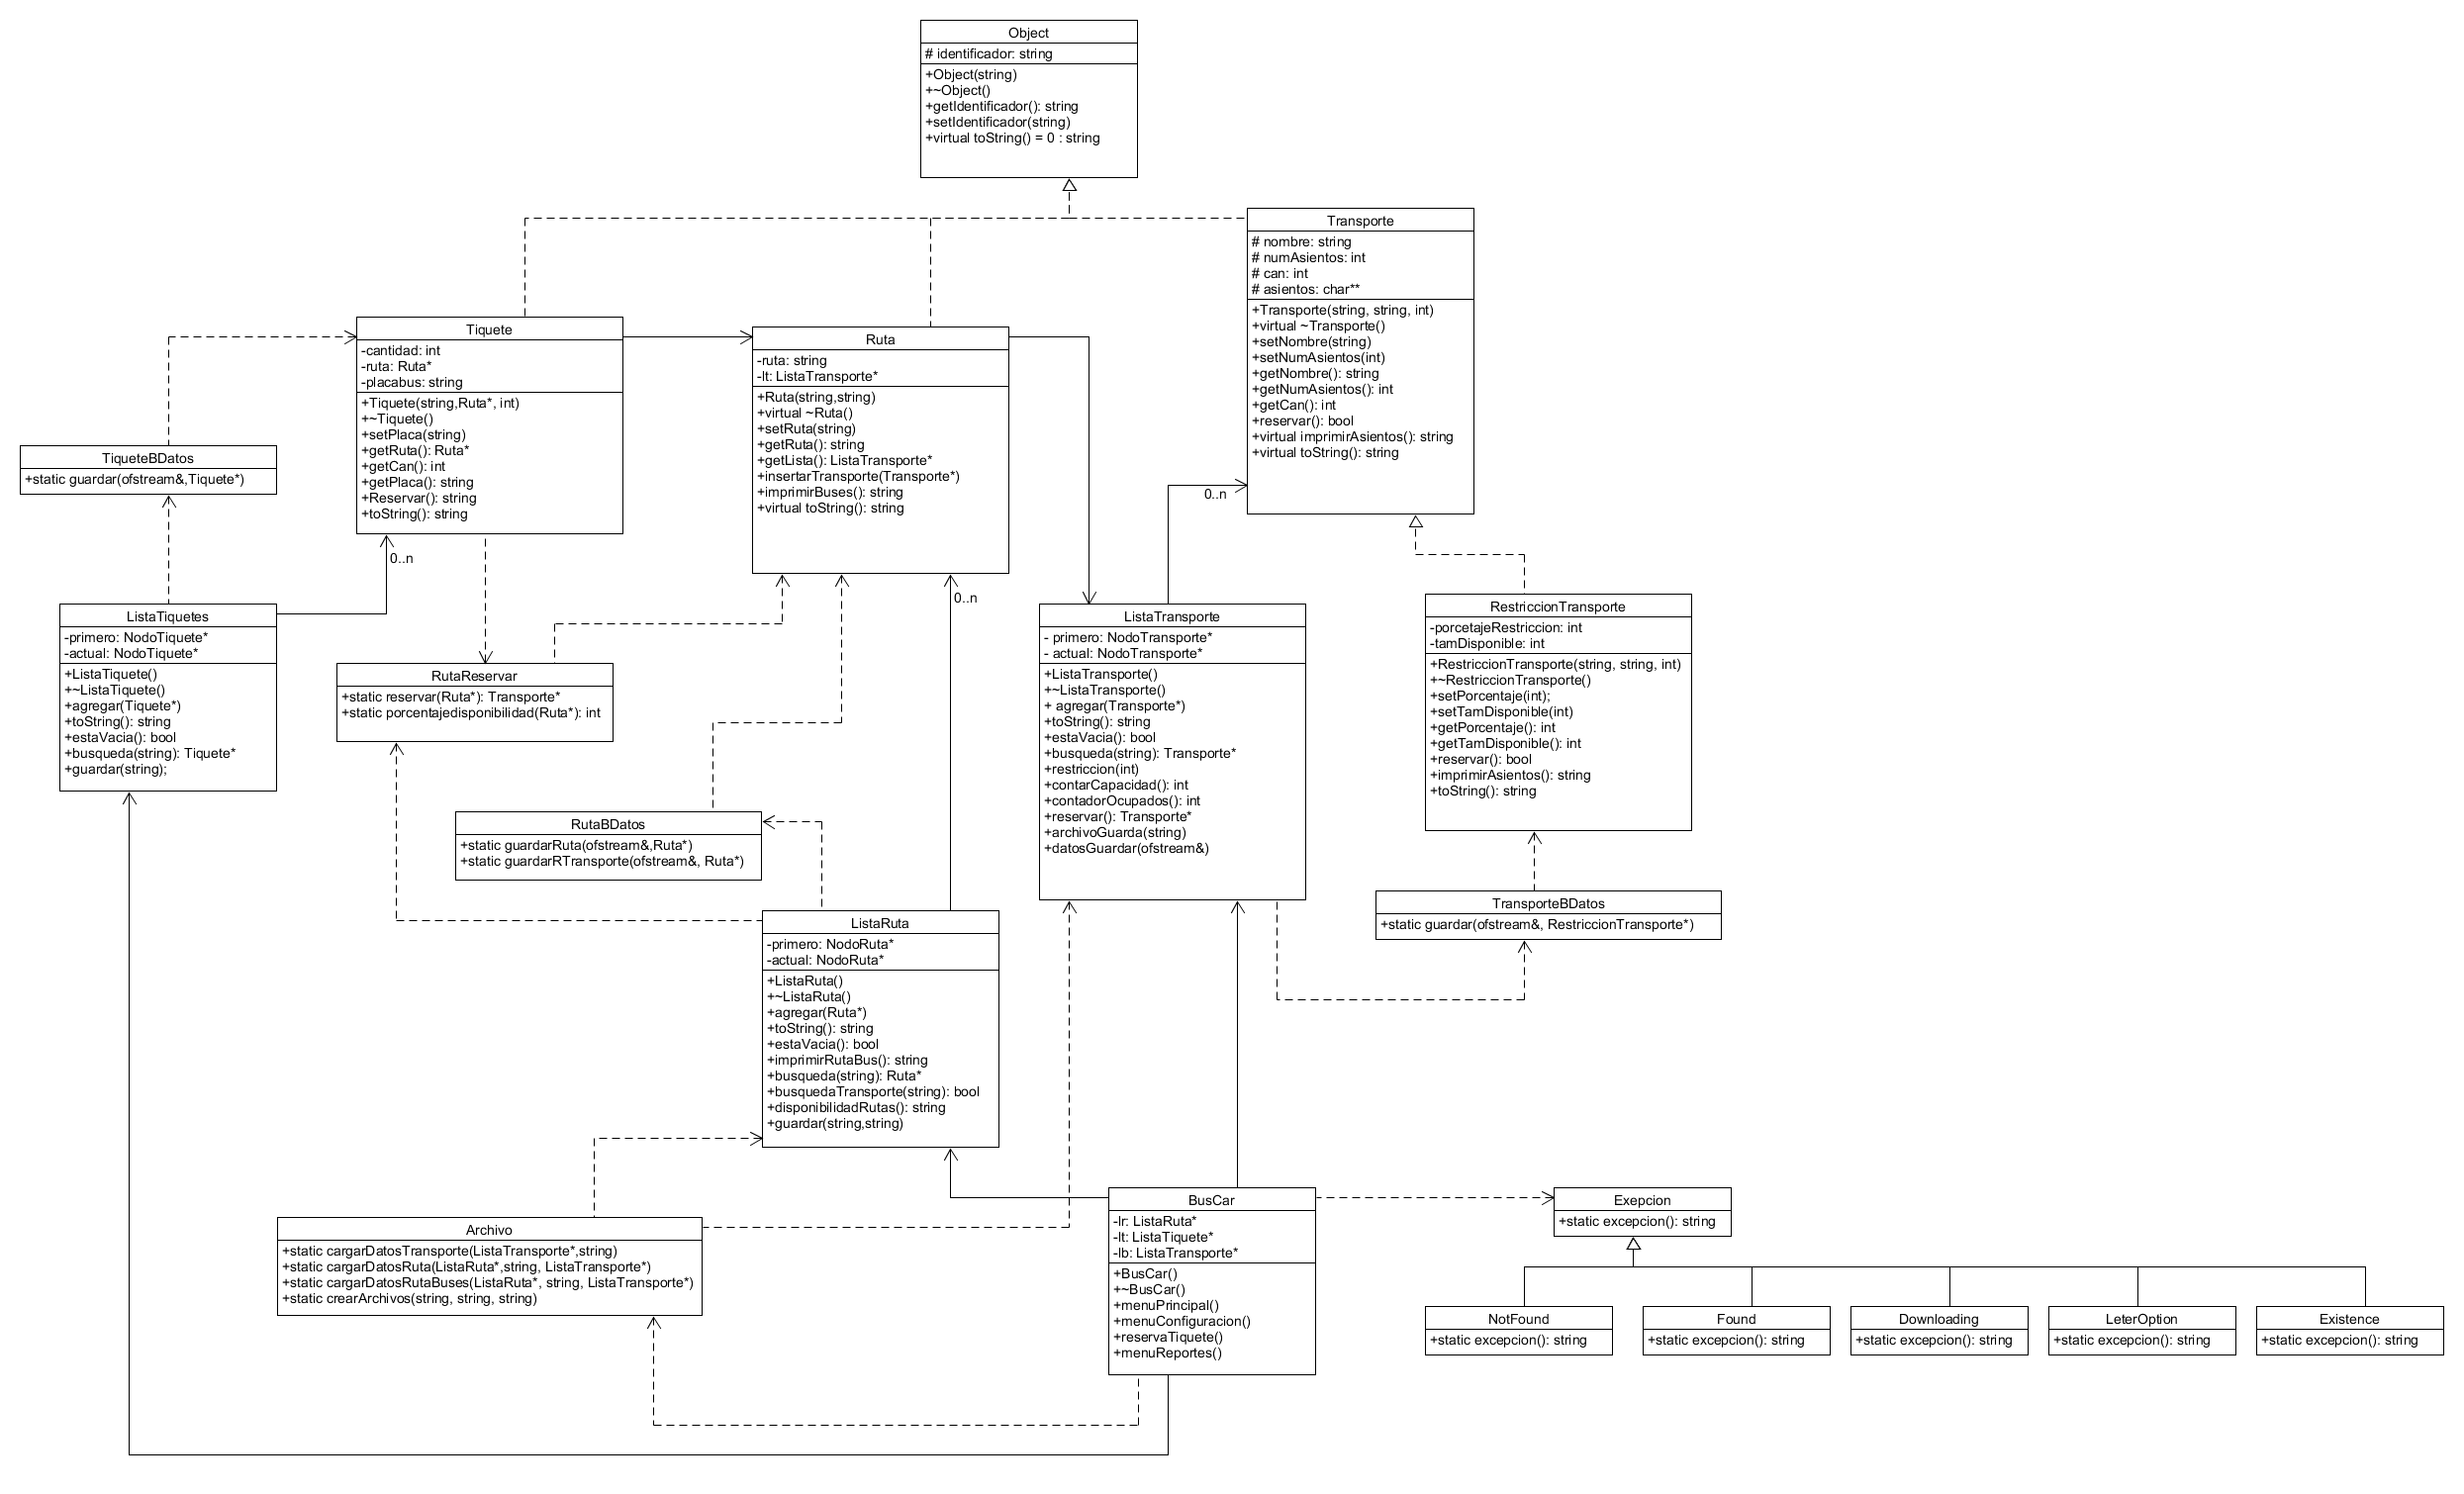 Object
# identificador: string
+Object(string)
+~Object()
+getIdentificador(): string
+setIdentificador(string)
+virtual toString() = 0 : string
Transporte
# nombre: string
# numAsientos: int
# can: int
# asientos: char**
+Transporte(string, string, int)
+virtual ~Transporte()
+setNombre(string)
+setNumAsientos(int)
+getNombre(): string
+getNumAsientos(): int
+getCan(): int
+reservar(): bool
+virtual imprimirAsientos(): string
+virtual toString(): string
Tiquete
-cantidad: int
-ruta: Ruta*
-placabus: string
+Tiquete(string,Ruta*, int)
+~Tiquete()
+setPlaca(string)
+getRuta(): Ruta*
+getCan(): int
+getPlaca(): string
+Reservar(): string
+toString(): string
Ruta
-ruta: string
-lt: ListaTransporte*
+Ruta(string,string)
+virtual ~Ruta()
+setRuta(string)
+getRuta(): string
+getLista(): ListaTransporte*
+insertarTransporte(Transporte*)
+imprimirBuses(): string
+virtual toString(): string
TiqueteBDatos
+static guardar(ofstream&,Tiquete*)
0..n
0..n
0..n
ListaTiquetes
-primero: NodoTiquete*
-actual: NodoTiquete*
+ListaTiquete()
+~ListaTiquete()
+agregar(Tiquete*)
+toString(): string
+estaVacia(): bool
+busqueda(string): Tiquete*
+guardar(string);
RutaReservar
+static reservar(Ruta*): Transporte*
+static porcentajedisponibilidad(Ruta*): int
ListaTransporte
- primero: NodoTransporte*
- actual: NodoTransporte*
+ListaTransporte()
+~ListaTransporte()
+ agregar(Transporte*)
+toString(): string
+estaVacia(): bool
+busqueda(string): Transporte*
+restriccion(int)
+contarCapacidad(): int
+contadorOcupados(): int
+reservar(): Transporte*
+archivoGuarda(string)
+datosGuardar(ofstream&)
RestriccionTransporte
-porcetajeRestriccion: int
-tamDisponible: int
+RestriccionTransporte(string, string, int)
+~RestriccionTransporte()
+setPorcentaje(int);
+setTamDisponible(int)
+getPorcentaje(): int
+getTamDisponible(): int
+reservar(): bool
+imprimirAsientos(): string
+toString(): string
RutaBDatos
+static guardarRuta(ofstream&,Ruta*)
+static guardarRTransporte(ofstream&, Ruta*)
TransporteBDatos
+static guardar(ofstream&, RestriccionTransporte*)
ListaRuta
-primero: NodoRuta*
-actual: NodoRuta*
+ListaRuta()
+~ListaRuta()
+agregar(Ruta*)
+toString(): string
+estaVacia(): bool
+imprimirRutaBus(): string
+busqueda(string): Ruta*
+busquedaTransporte(string): bool
+disponibilidadRutas(): string
+guardar(string,string)
Archivo
+static cargarDatosTransporte(ListaTransporte*,string)
+static cargarDatosRuta(ListaRuta*,string, ListaTransporte*)
+static cargarDatosRutaBuses(ListaRuta*, string, ListaTransporte*)
+static crearArchivos(string, string, string)
BusCar
-lr: ListaRuta*
-lt: ListaTiquete*
-lb: ListaTransporte*
+BusCar()
+~BusCar()
+menuPrincipal()
+menuConfiguracion()
+reservaTiquete()
+menuReportes()
Exepcion
+static excepcion(): string
NotFound
+static excepcion(): string
Found
+static excepcion(): string
Downloading
+static excepcion(): string
LeterOption
+static excepcion(): string
Existence
+static excepcion(): string